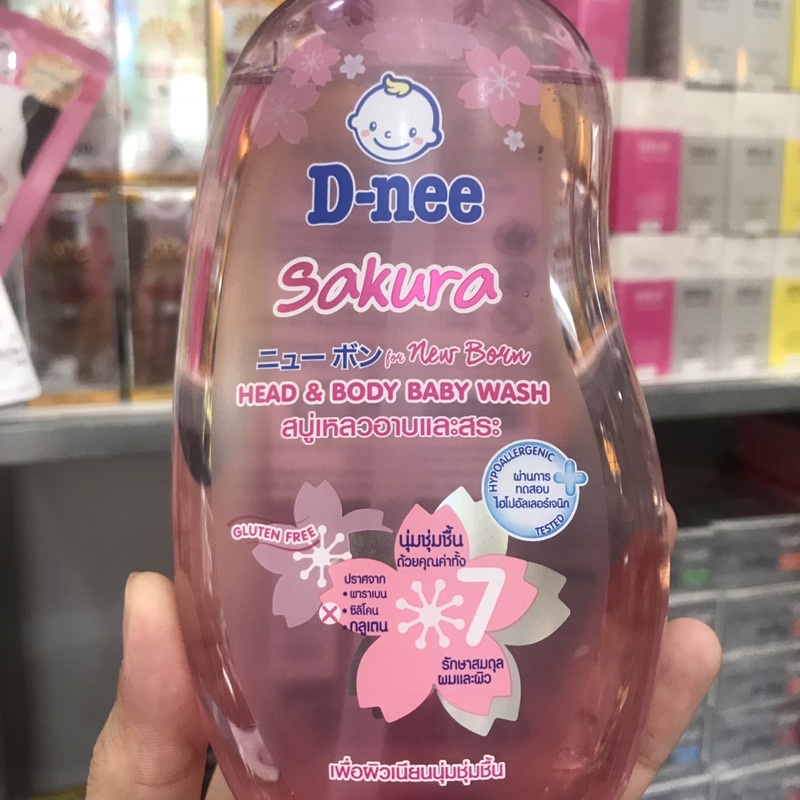 D-nee
Sakura
ニュー ボン for New Born
HEAD & BODY BABY WASH
สบู่เหลวอาบและสระ
HYPOALLERGENIC
ผ่านการ
ทดสอบ
ไฮโปอัลเลอร์เจนิก
TESTED
GLUTEN FREE
นุ่มชุ่มชื้น
ด้วยคุณค่าทั้ง
7
ปราศจาก
• พาราเบน
• ซิลิโคน
• กลูเตน
รักษาสมดุล
ผมและผิว
เพื่อผิวเนียนนุ่มชุ่มชื้น